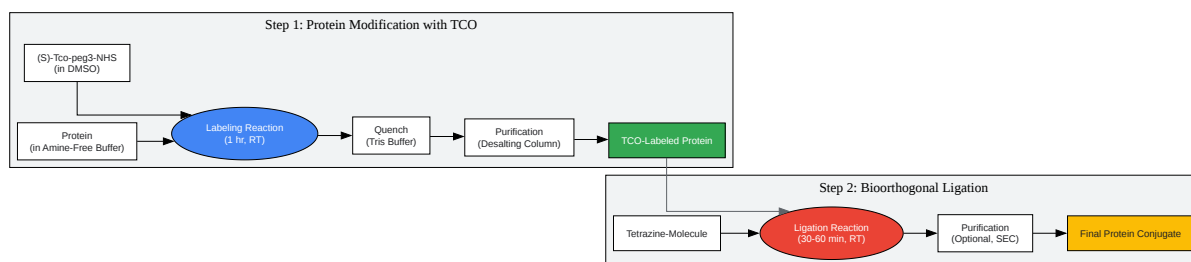 Step 1: Protein Modification with TCO
(S)-Tco-peg3-NHS
(in DMSO)
Protein
(in Amine-Free Buffer)
Labeling Reaction
(1 hr, RT)
Quench
(Tris Buffer)
Purification
(Desalting Column)
TCO-Labeled Protein
Step 2: Bioorthogonal Ligation
Tetrazine-Molecule
Ligation Reaction
(30-60 min, RT)
Purification
(Optional, SEC)
Final Protein Conjugate